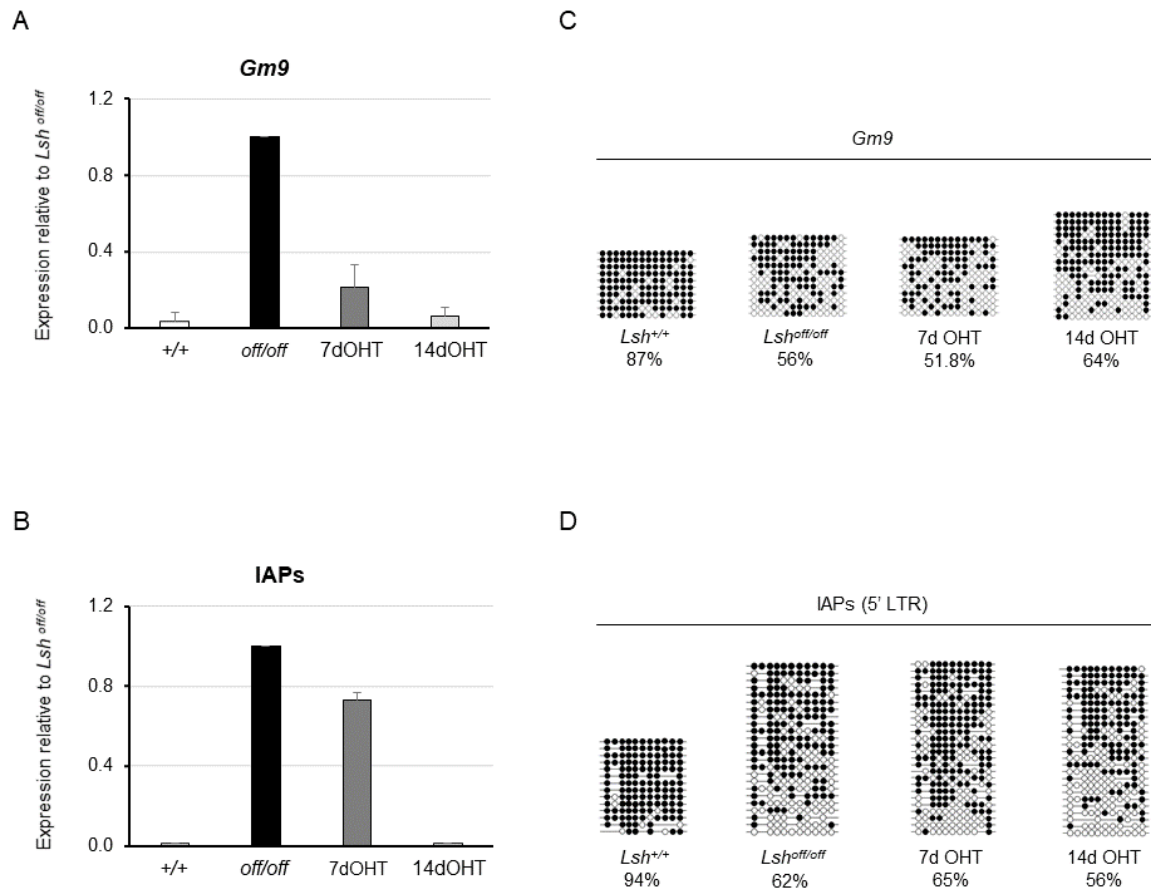 A
Gm9
Expression relative to Lsh off/off
1.2
0.8
0.4
0.0
+/+
off/off
7dOHT
14dOHT
B
IAPs
Expression relative to Lsh off/off
1.2
0.8
0.4
0.0
+/+
off/off
7dOHT
14dOHT
C
Gm9
Lsh+/+
87%
Lshoff/off
56%
7d OHT
51.8%
14d OHT
64%
D
IAPs (5' LTR)
Lsh+/+
94%
Lshoff/off
62%
7d OHT
65%
14d OHT
56%